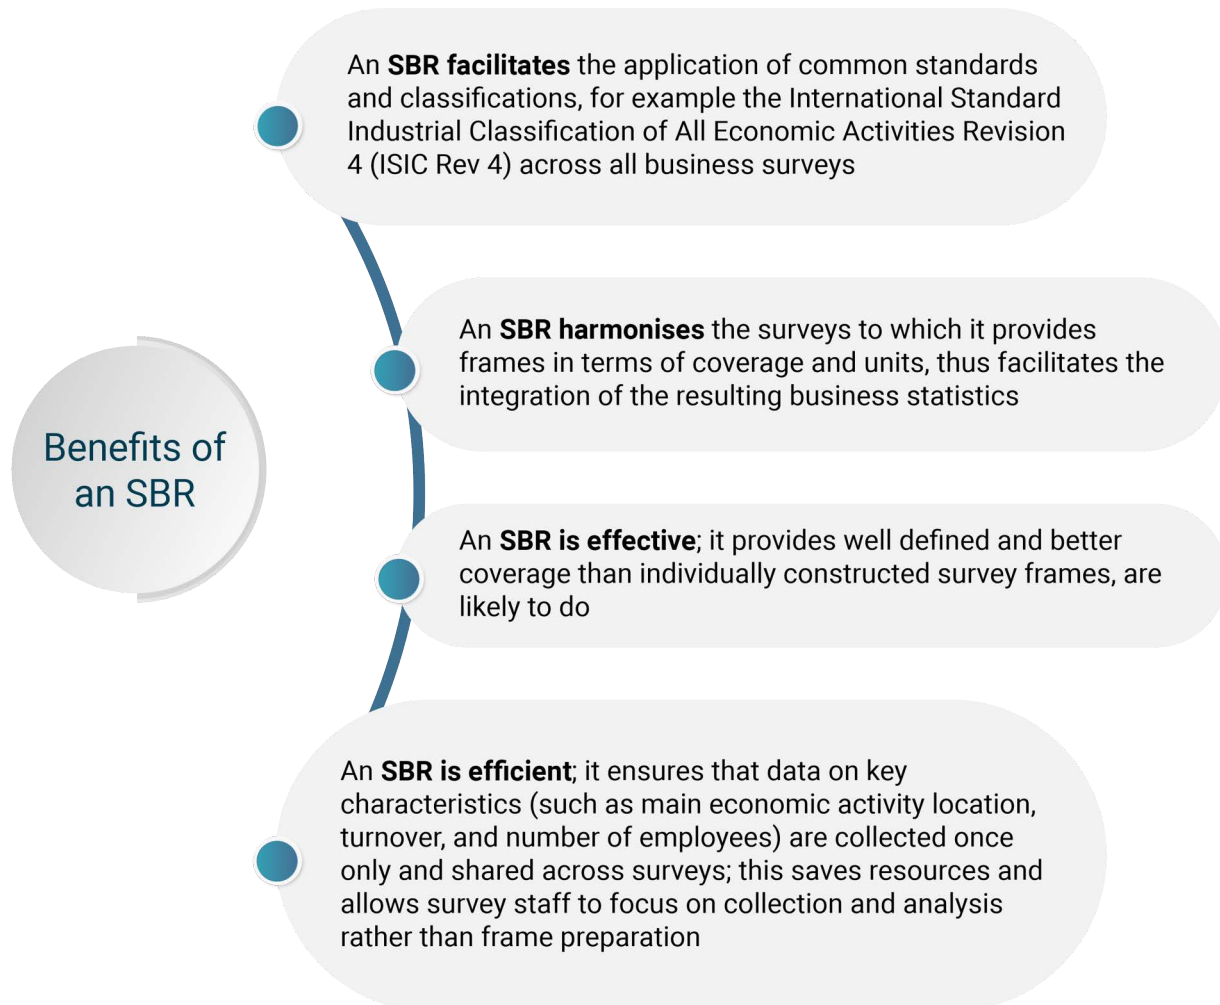 An SBR facilitates the application of common standards
and classifications, for example the International Standard
Industrial Classification of All Economic Activities Revision
4 (ISIC Rev 4) across all business surveys
An SBR harmonises the surveys to which it provides
frames in terms of coverage and units, thus facilitates the
integration of the resulting business statistics
Benefits of
an SBR
An SBR is effective; it provides well defined and better
coverage than individually constructed survey frames, are
likely to do
An SBR is efficient; it ensures that data on key
characteristics (such as main economic activity location,
turnover, and number of employees) are collected once
only and shared across surveys; this saves resources and
allows survey staff to focus on collection and analysis
rather than frame preparation